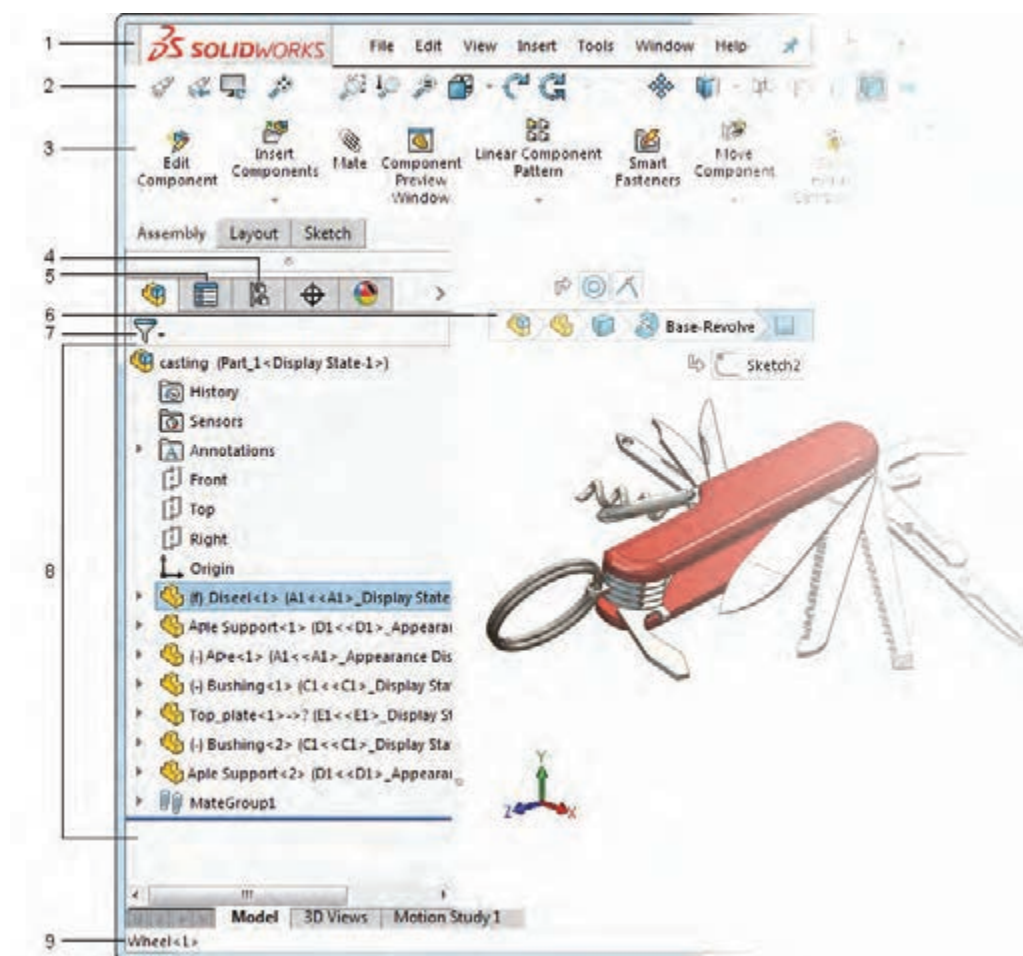 1
SOLIDWORKS File Edit View Insert Tools Window Help
2
3
Edit Component
Insert Components
Mate
Component Preview Window
Linear Component Pattern
Smart Fasteners
Move Component
Assembly Layout Sketch
4
5
6
7
Base-Revolve
Sketch2
casting (Part_1<Display State-1>)
History
Sensors
Annotations
Front
Top
Right
Origin
8
(f) Diseel<1> (A1<<A1>_Display State
Aple Support<1> (D1<<D1>_Appearan
(-) Ape<1> (A1<<A1>_Appearance Dis
(-) Bushing<1> (C1<<C1>_Display Sta
Top_plate<1>->? (E1<<E1>_Display St
(-) Bushing<2> (C1<<C1>_Display Sta
Aple Support<2> (D1<<D1>_Appearan
MateGroup1
Y
Z
X
Model 3D Views Motion Study 1
9
Wheel<1>